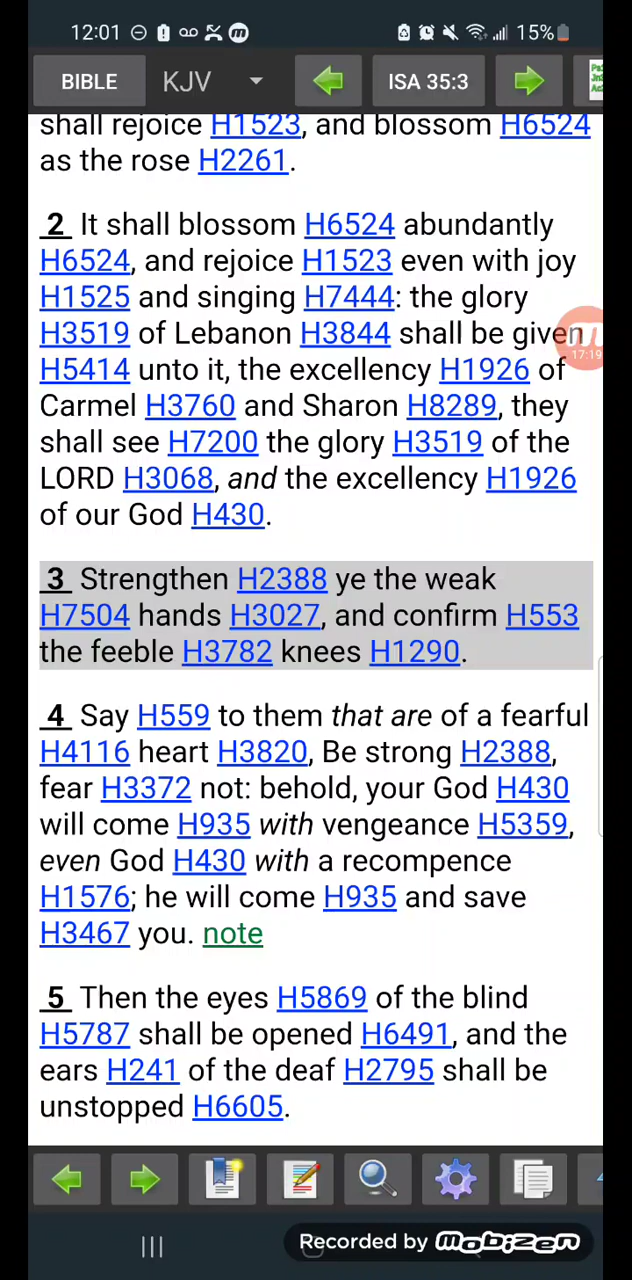 12:01 15%
BIBLE KJV ISA 35:3
shall rejoice H1523, and blossom H6524
as the rose H2261.
2 It shall blossom H6524 abundantly
H6524, and rejoice H1523 even with joy
H1525 and singing H7444: the glory
H3519 of Lebanon H3844 shall be given
H5414 unto it, the excellency H1926 of
Carmel H3760 and Sharon H8289, they
shall see H7200 the glory H3519 of the
LORD H3068, and the excellency H1926
of our God H430.
3 Strengthen H2388 ye the weak
H7504 hands H3027, and confirm H553
the feeble H3782 knees H1290.
4 Say H559 to them that are of a fearful
H4116 heart H3820, Be strong H2388,
fear H3372 not: behold, your God H430
will come H935 with vengeance H5359,
even God H430 with a recompence
H1576; he will come H935 and save
H3467 you. note
5 Then the eyes H5869 of the blind
H5787 shall be opened H6491, and the
ears H241 of the deaf H2795 shall be
unstopped H6605.
17:19
Recorded by mobizen